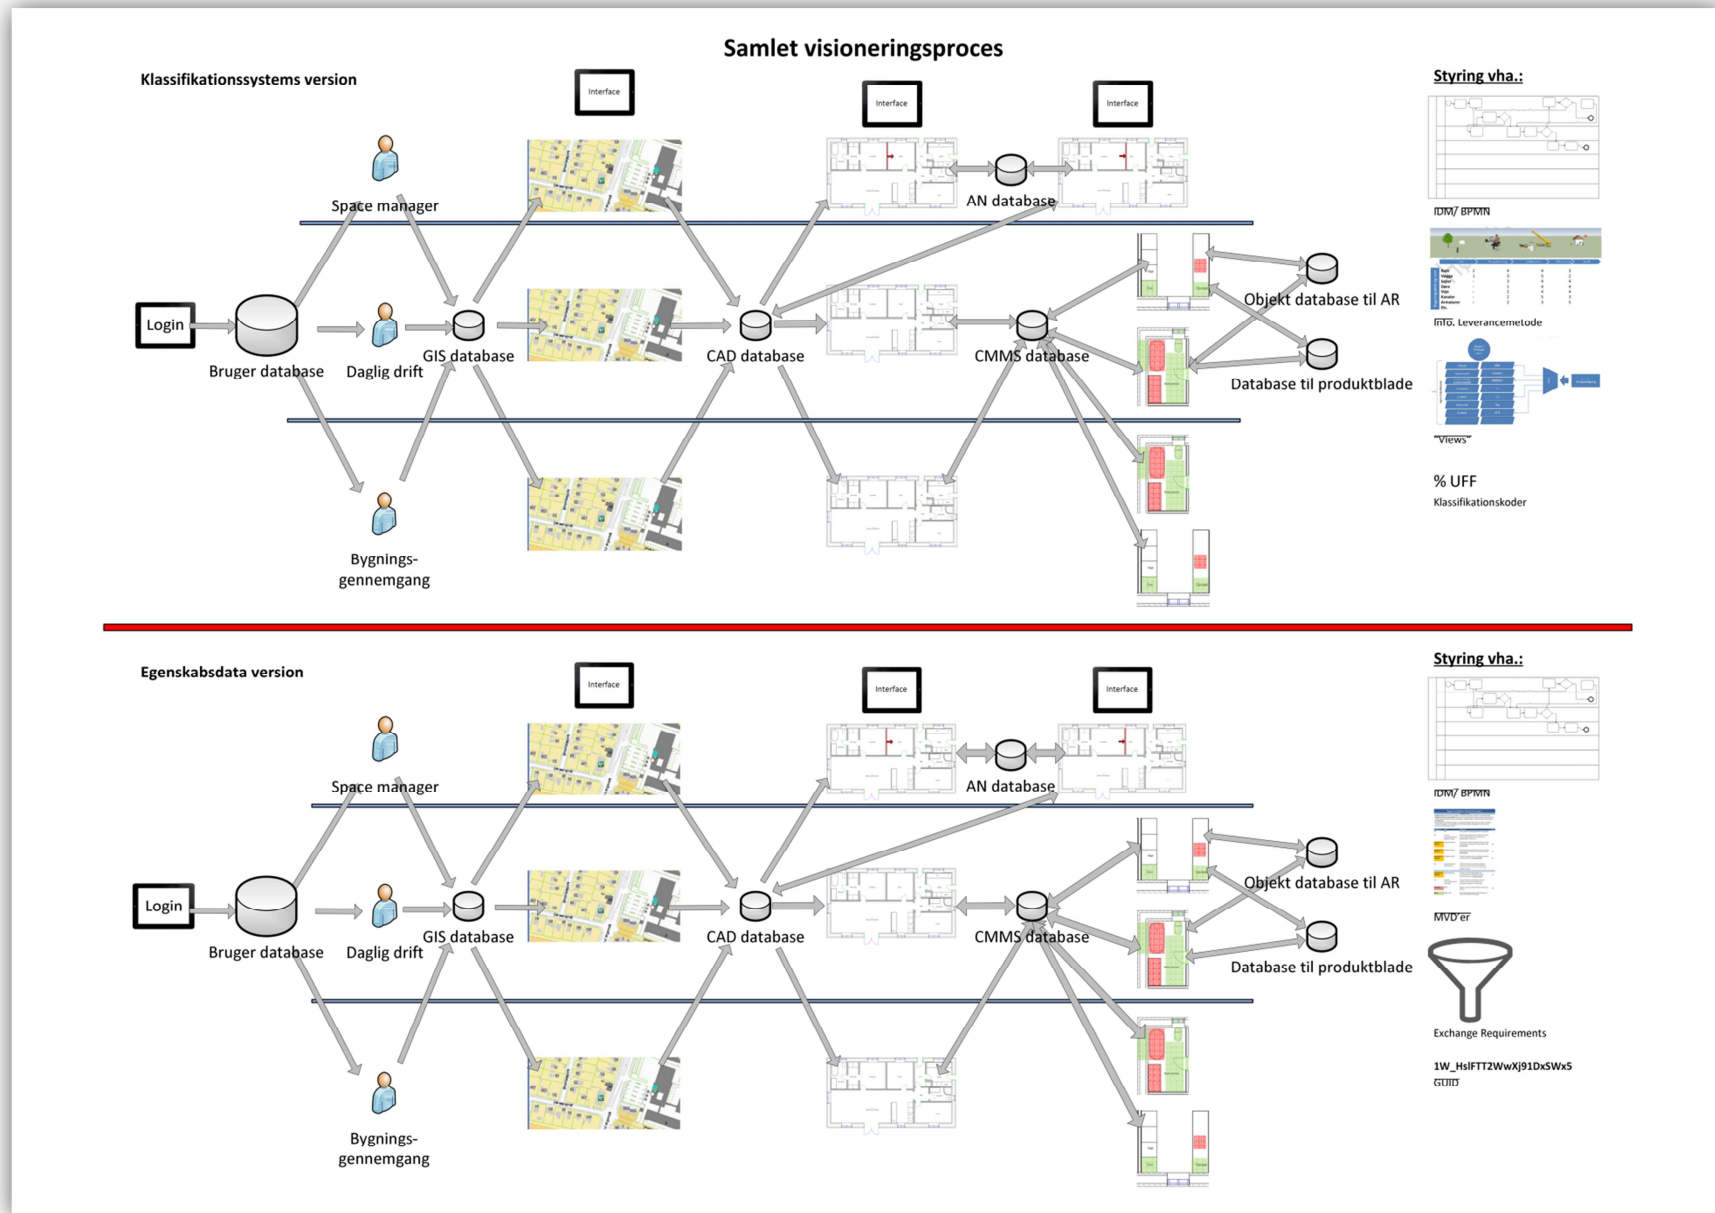 Samlet visioneringsproces
Klassifikationssystems version
Interface
Interface
Interface
Styring vha.:
Space manager
AN database
IDM/ BPMN
Login
Bruger database
Daglig drift
GIS database
CAD database
CMMS database
Objekt database til AR
Database til produktblade
Info. Leverancemetode
"Views"
% UFF
Klassifikationskoder
Bygnings-
gennemgang
Egenskabsdata version
Interface
Interface
Interface
Styring vha.:
Space manager
AN database
IDM/ BPMN
Login
Bruger database
Daglig drift
GIS database
CAD database
CMMS database
Objekt database til AR
Database til produktblade
MVD'er
Exchange Requirements
1W_HslFTT2WwXj91DxSWx5
GUID
Bygnings-
gennemgang